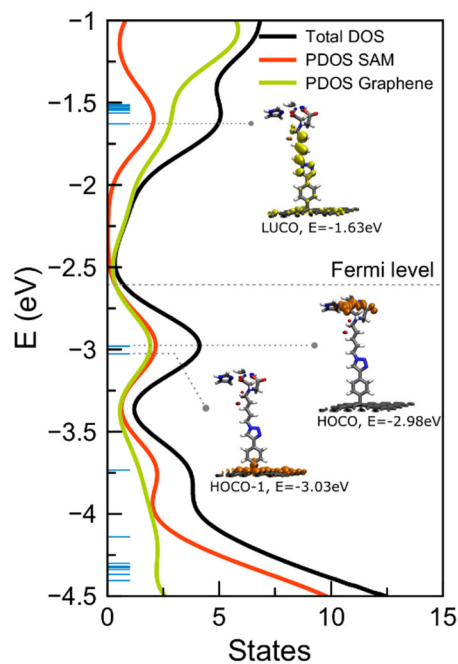 −1
−1.5
−2
−2.5
−3
−3.5
−4
−4.5
E (eV)
Total DOS
PDOS SAM
PDOS Graphene
LUCO, E=-1.63eV
Fermi level
HOCO, E=-2.98eV
HOCO-1, E=-3.03eV
0 5 10 15
States